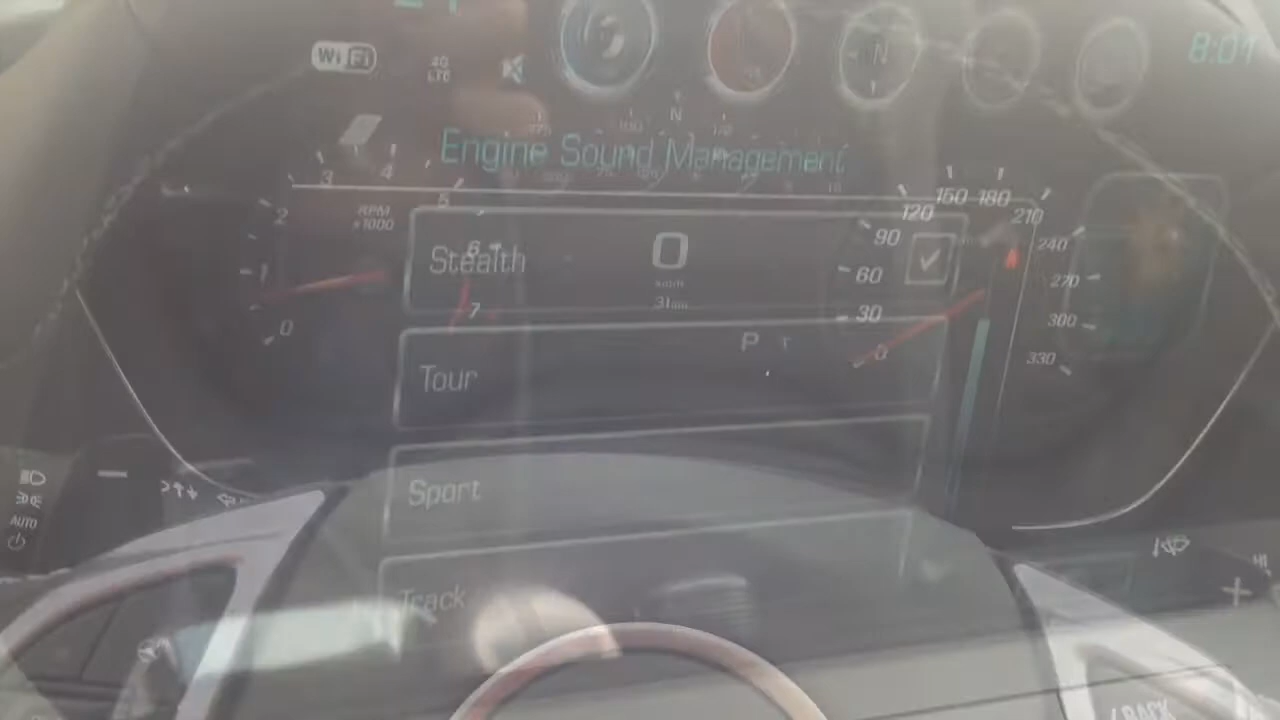 WiFi
4G LTE
N
8:01
Engine Sound Management
N
3 4 5
2
1
0
RPM x1000
6
7
Stealth
0
Tour
Sport
Track
P
120 150 180 210
90 240
60 270
30 300
0 330
AUTO
HI